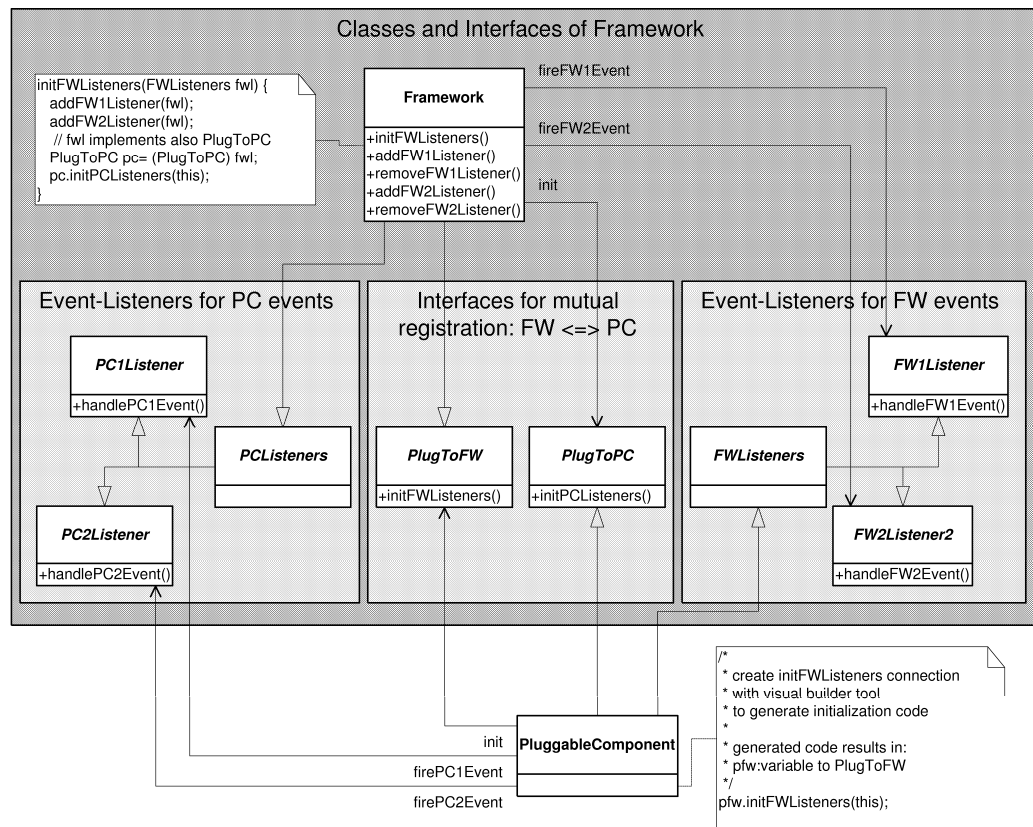 Classes and Interfaces of Framework
initFWListeners(FWListeners fwl) {
addFW1Listener(fwl);
addFW2Listener(fwl);
// fwl implements also PlugToPC
PlugToPC pc= (PlugToPC) fwl;
pc.initPCListeners(this);
}
Framework
+initFWListeners()
+addFW1Listener()
+removeFW1Listener()
+addFW2Listener()
+removeFW2Listener()
fireFW1Event
fireFW2Event
init
Event-Listeners for PC events
PC1Listener
+handlePC1Event()
PCListeners
PC2Listener
+handlePC2Event()
Interfaces for mutual
registration: FW <=> PC
PlugToFW
+initFWListeners()
PlugToPC
+initPCListeners()
Event-Listeners for FW events
FW1Listener
+handleFW1Event()
FWListeners
FW2Listener2
+handleFW2Event()
init
firePC1Event
firePC2Event
PluggableComponent
/*
* create initFWListeners connection
* with visual builder tool
* to generate initialization code
*
* generated code results in:
* pfw:variable to PlugToFW
*/
pfw.initFWListeners(this);